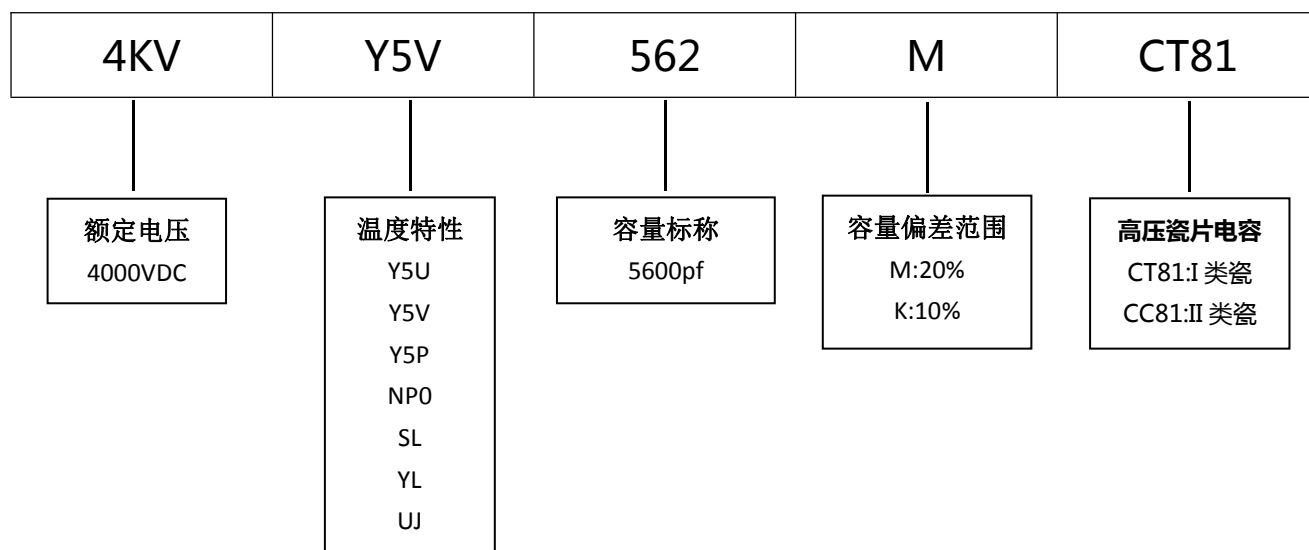 4KV Y5V 562 M CT81
额定电压
4000VDC
温度特性
Y5U
Y5V
Y5P
NP0
SL
YL
UJ
容量标称
5600pf
容量偏差范围
M:20%
K:10%
高压瓷片电容
CT81:I 类瓷
CC81:II 类瓷